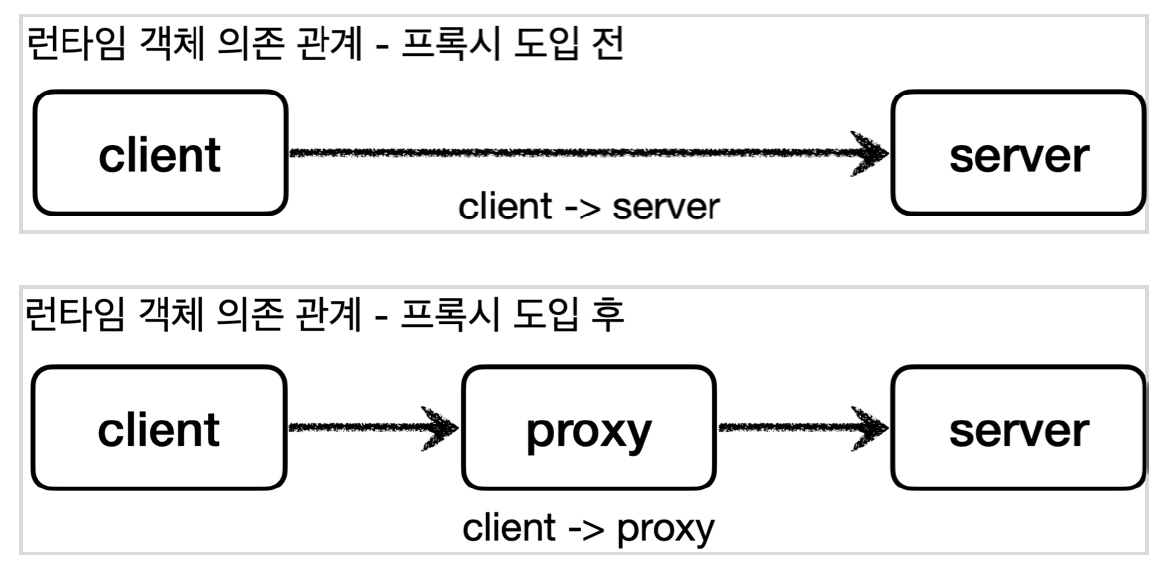 런타임 객체 의존 관계 - 프록시 도입 전
client
server
client -> server
런타임 객체 의존 관계 - 프록시 도입 후
client
proxy
server
client -> proxy